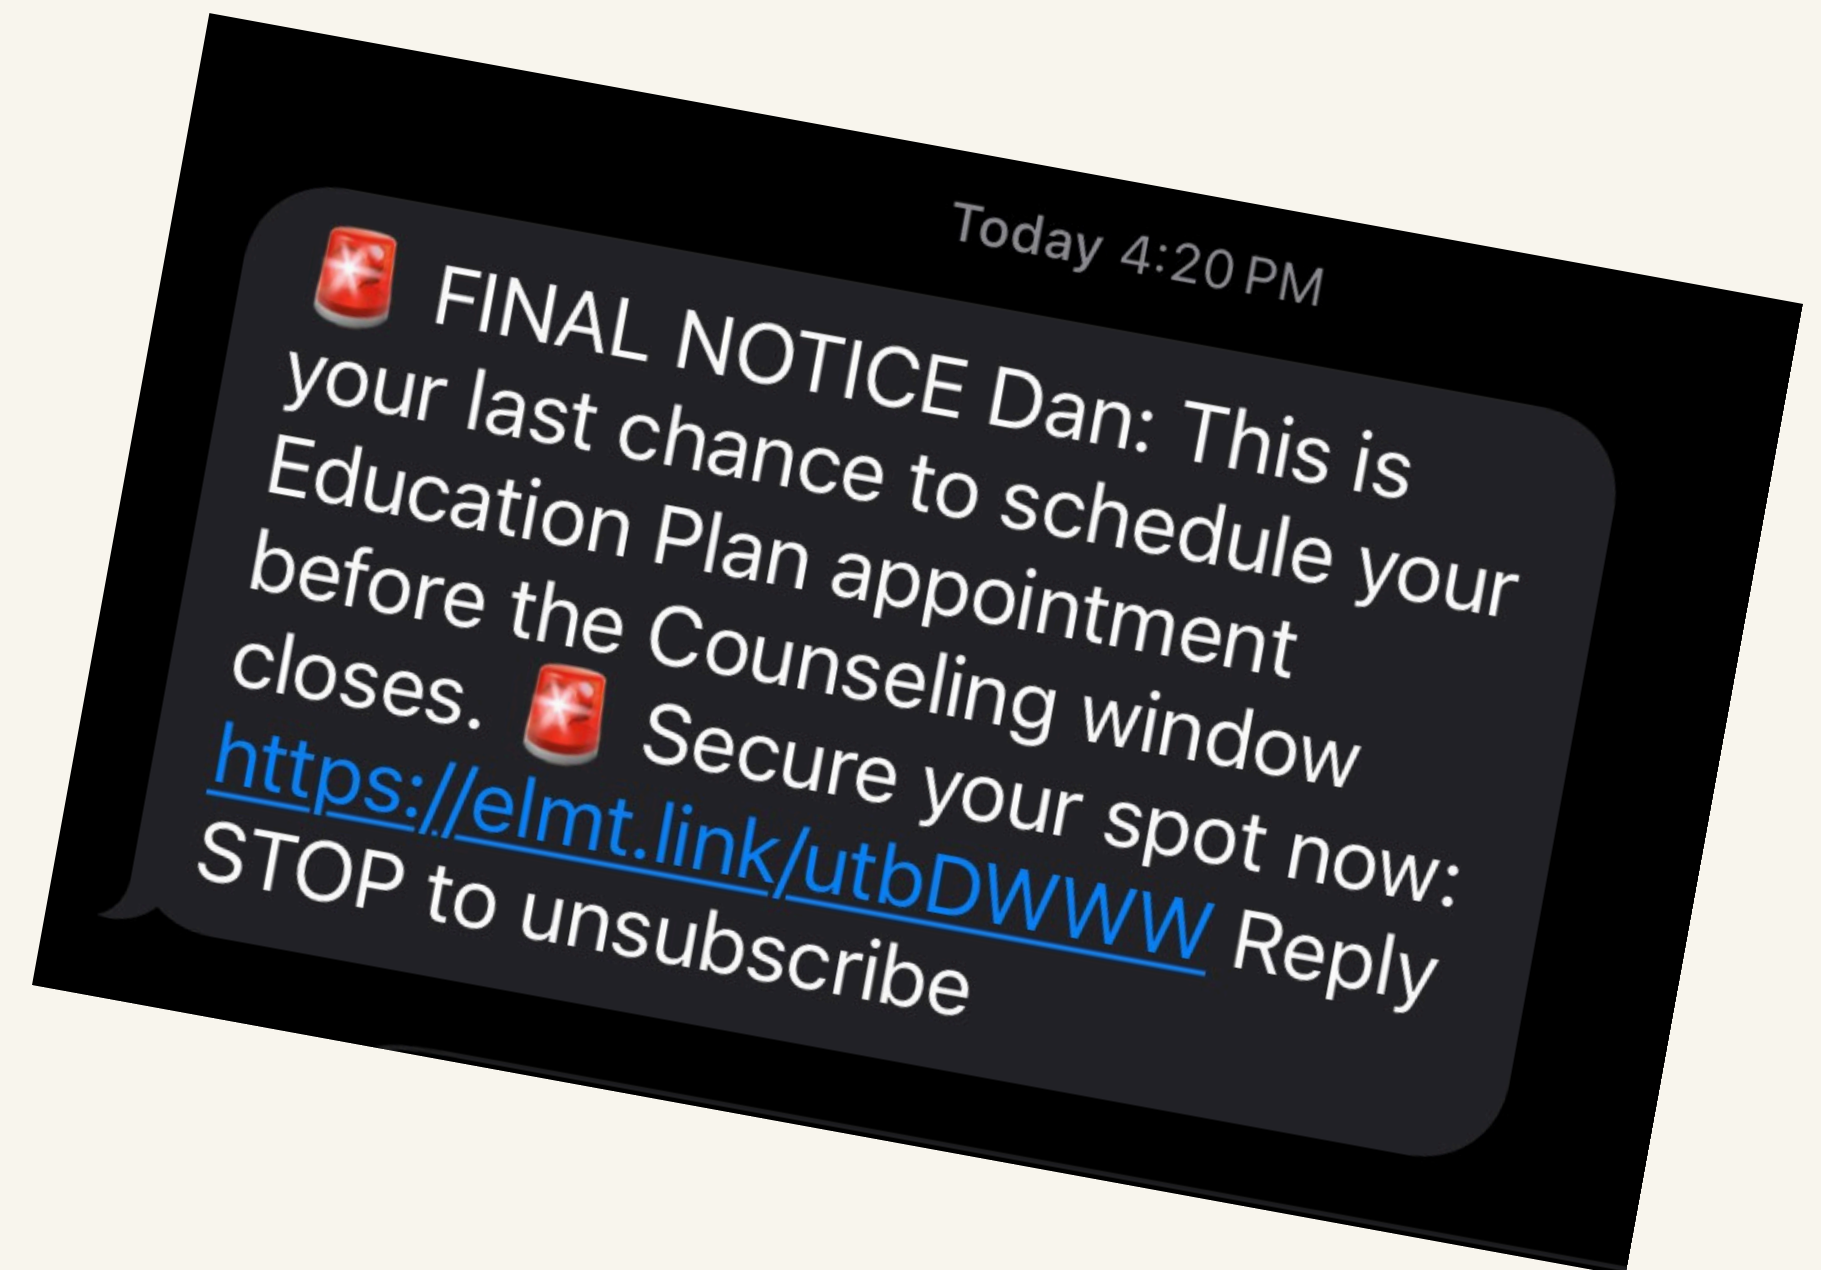 Today 4:20 PM
🚨 FINAL NOTICE Dan: This is
your last chance to schedule your
Education Plan appointment
before the Counseling window
closes. 🚨 Secure your spot now:
https://elmt.link/utbDWWW Reply
STOP to unsubscribe